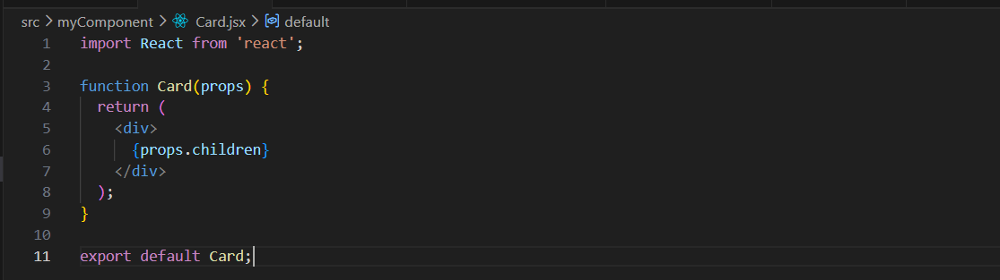 src > myComponent > Card.jsx > default
1 import React from 'react';
2
3 function Card(props) {
4   return (
5     <div>
6       {props.children}
7     </div>
8   );
9 }
10
11 export default Card;